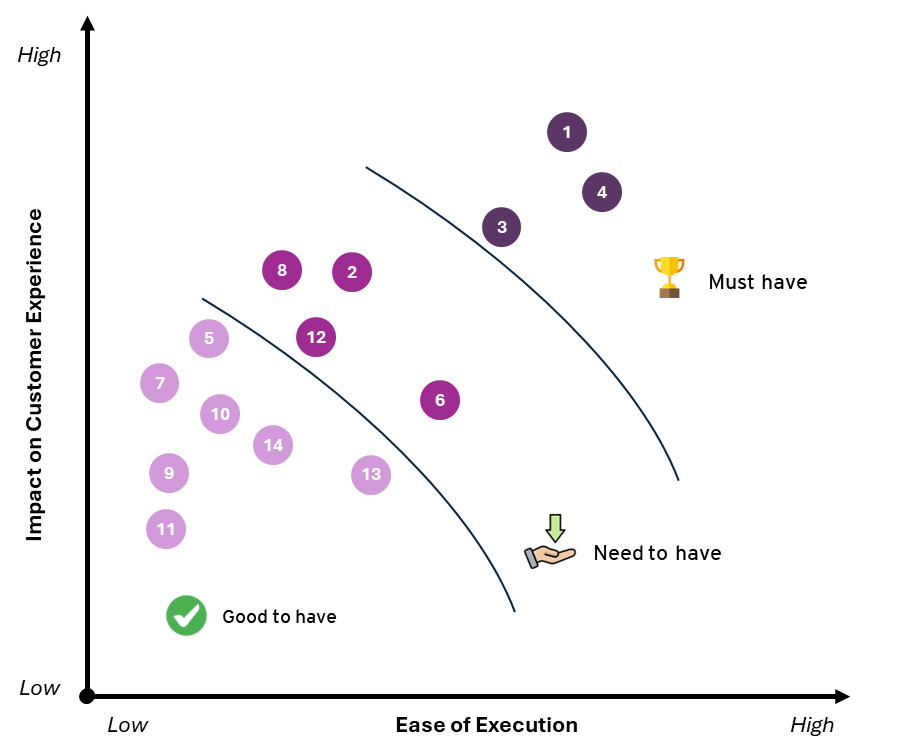 High
1
4
3
8
2
Must have
5
12
7
6
10
14
9
13
11
Need to have
Good to have
Impact on Customer Experience
Low
Low
Ease of Execution
High